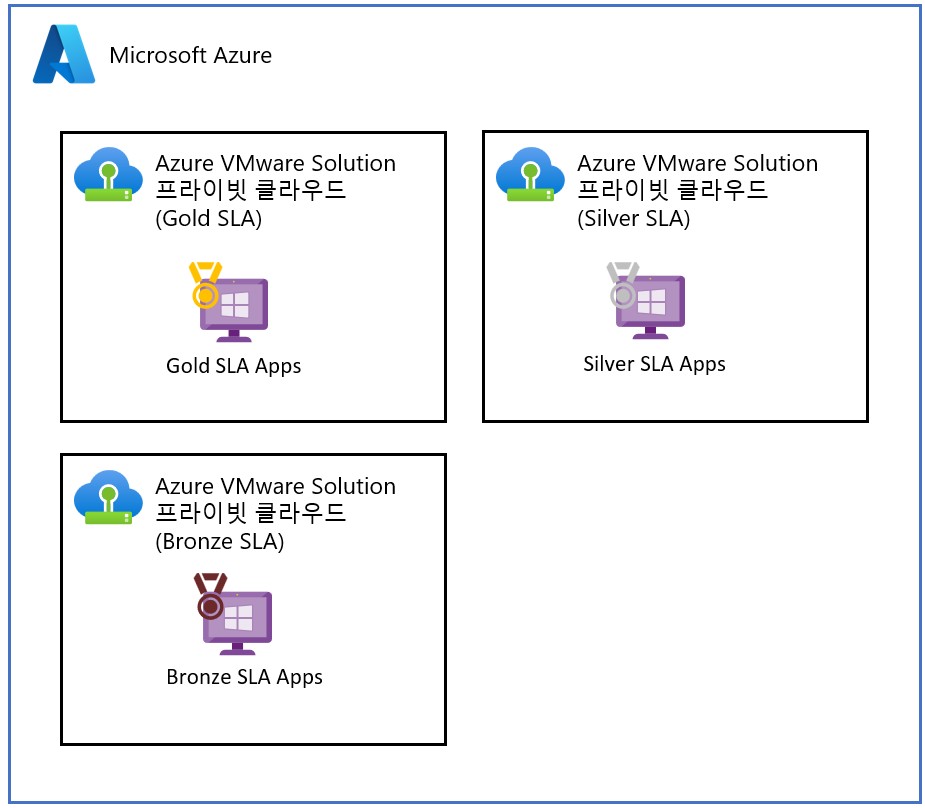 Microsoft Azure
Azure VMware Solution
프라이빗 클라우드
(Gold SLA)
Gold SLA Apps
Azure VMware Solution
프라이빗 클라우드
(Silver SLA)
Silver SLA Apps
Azure VMware Solution
프라이빗 클라우드
(Bronze SLA)
Bronze SLA Apps